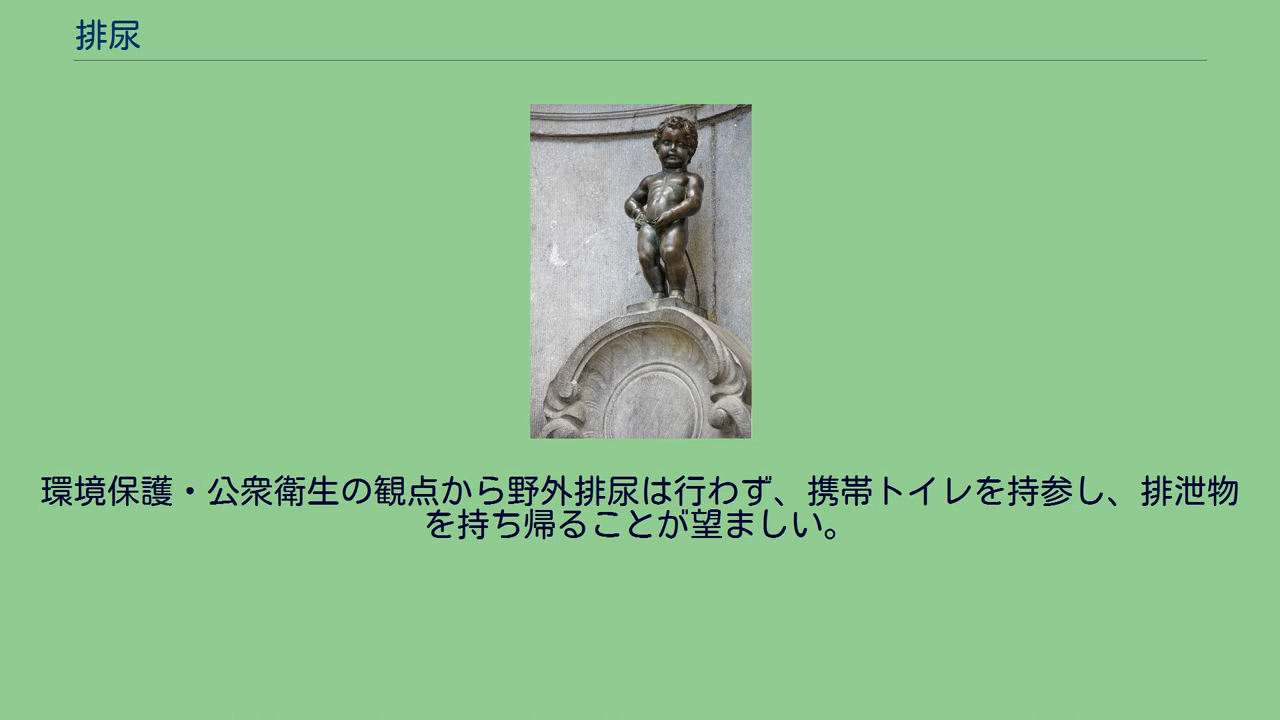 排尿
環境保護・公衆衛生の観点から野外排尿は行わず、携帯トイレを持参し、排泄物
を持ち帰ることが望ましい。